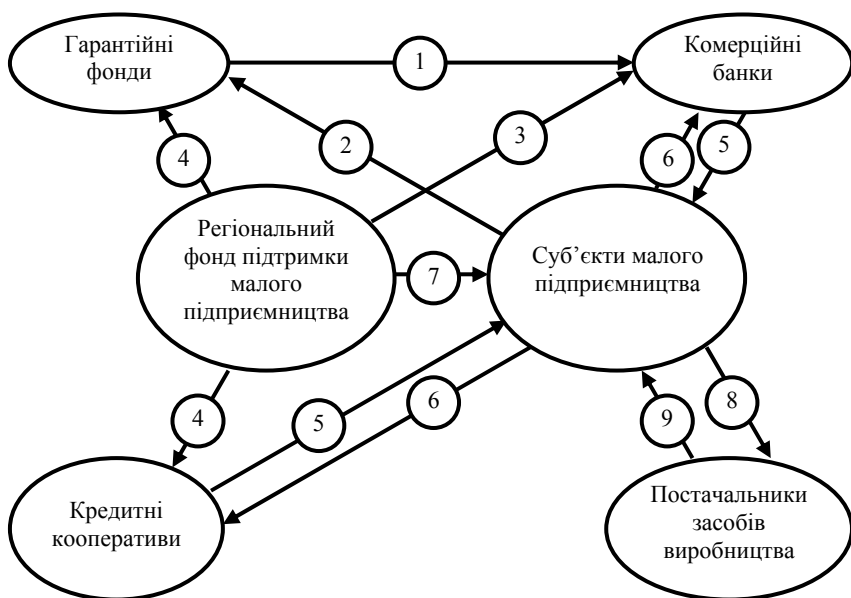 Гарантійні
фонди
1
Комерційні
банки
4
2
3
6
5
Регіональний
фонд підтримки
малого
підприємництва
7
Суб’єкти малого
підприємництва
4
5
6
9
8
Кредитні
кооперативи
Постачальники
засобів
виробництва